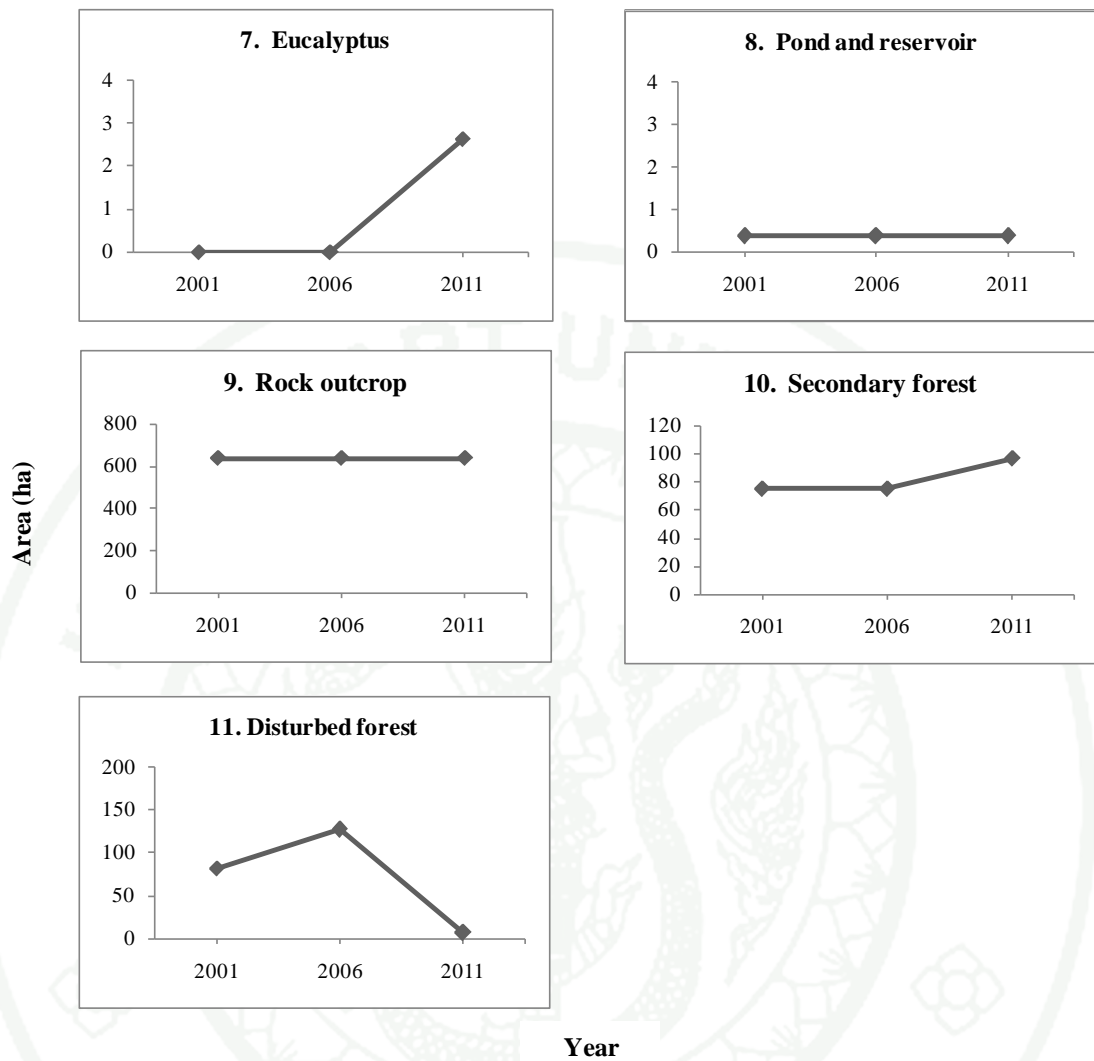 7. Eucalyptus
4
3
2
1
0
2001 2006 2011
8. Pond and reservoir
4
3
2
1
0
2001 2006 2011
9. Rock outcrop
800
600
400
200
0
2001 2006 2011
10. Secondary forest
120
100
80
60
40
20
0
2001 2006 2011
11. Disturbed forest
200
150
100
50
0
2001 2006 2011
Area (ha)
Year